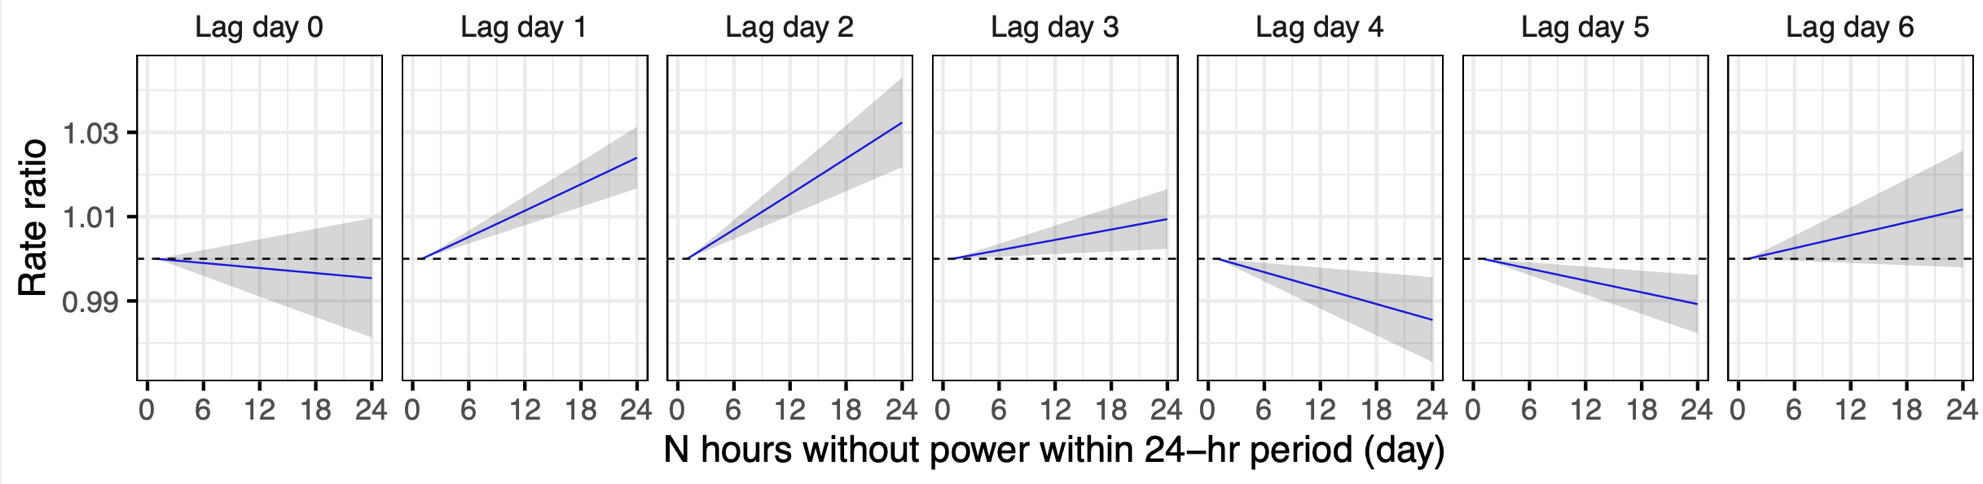 Lag day 0 Lag day 1 Lag day 2 Lag day 3 Lag day 4 Lag day 5 Lag day 6
Rate ratio
1.03
1.01
0.99
0 6 12 18 24 0 6 12 18 24 0 6 12 18 24 0 6 12 18 24 0 6 12 18 24 0 6 12 18 24 0 6 12 18 24
N hours without power within 24–hr period (day)